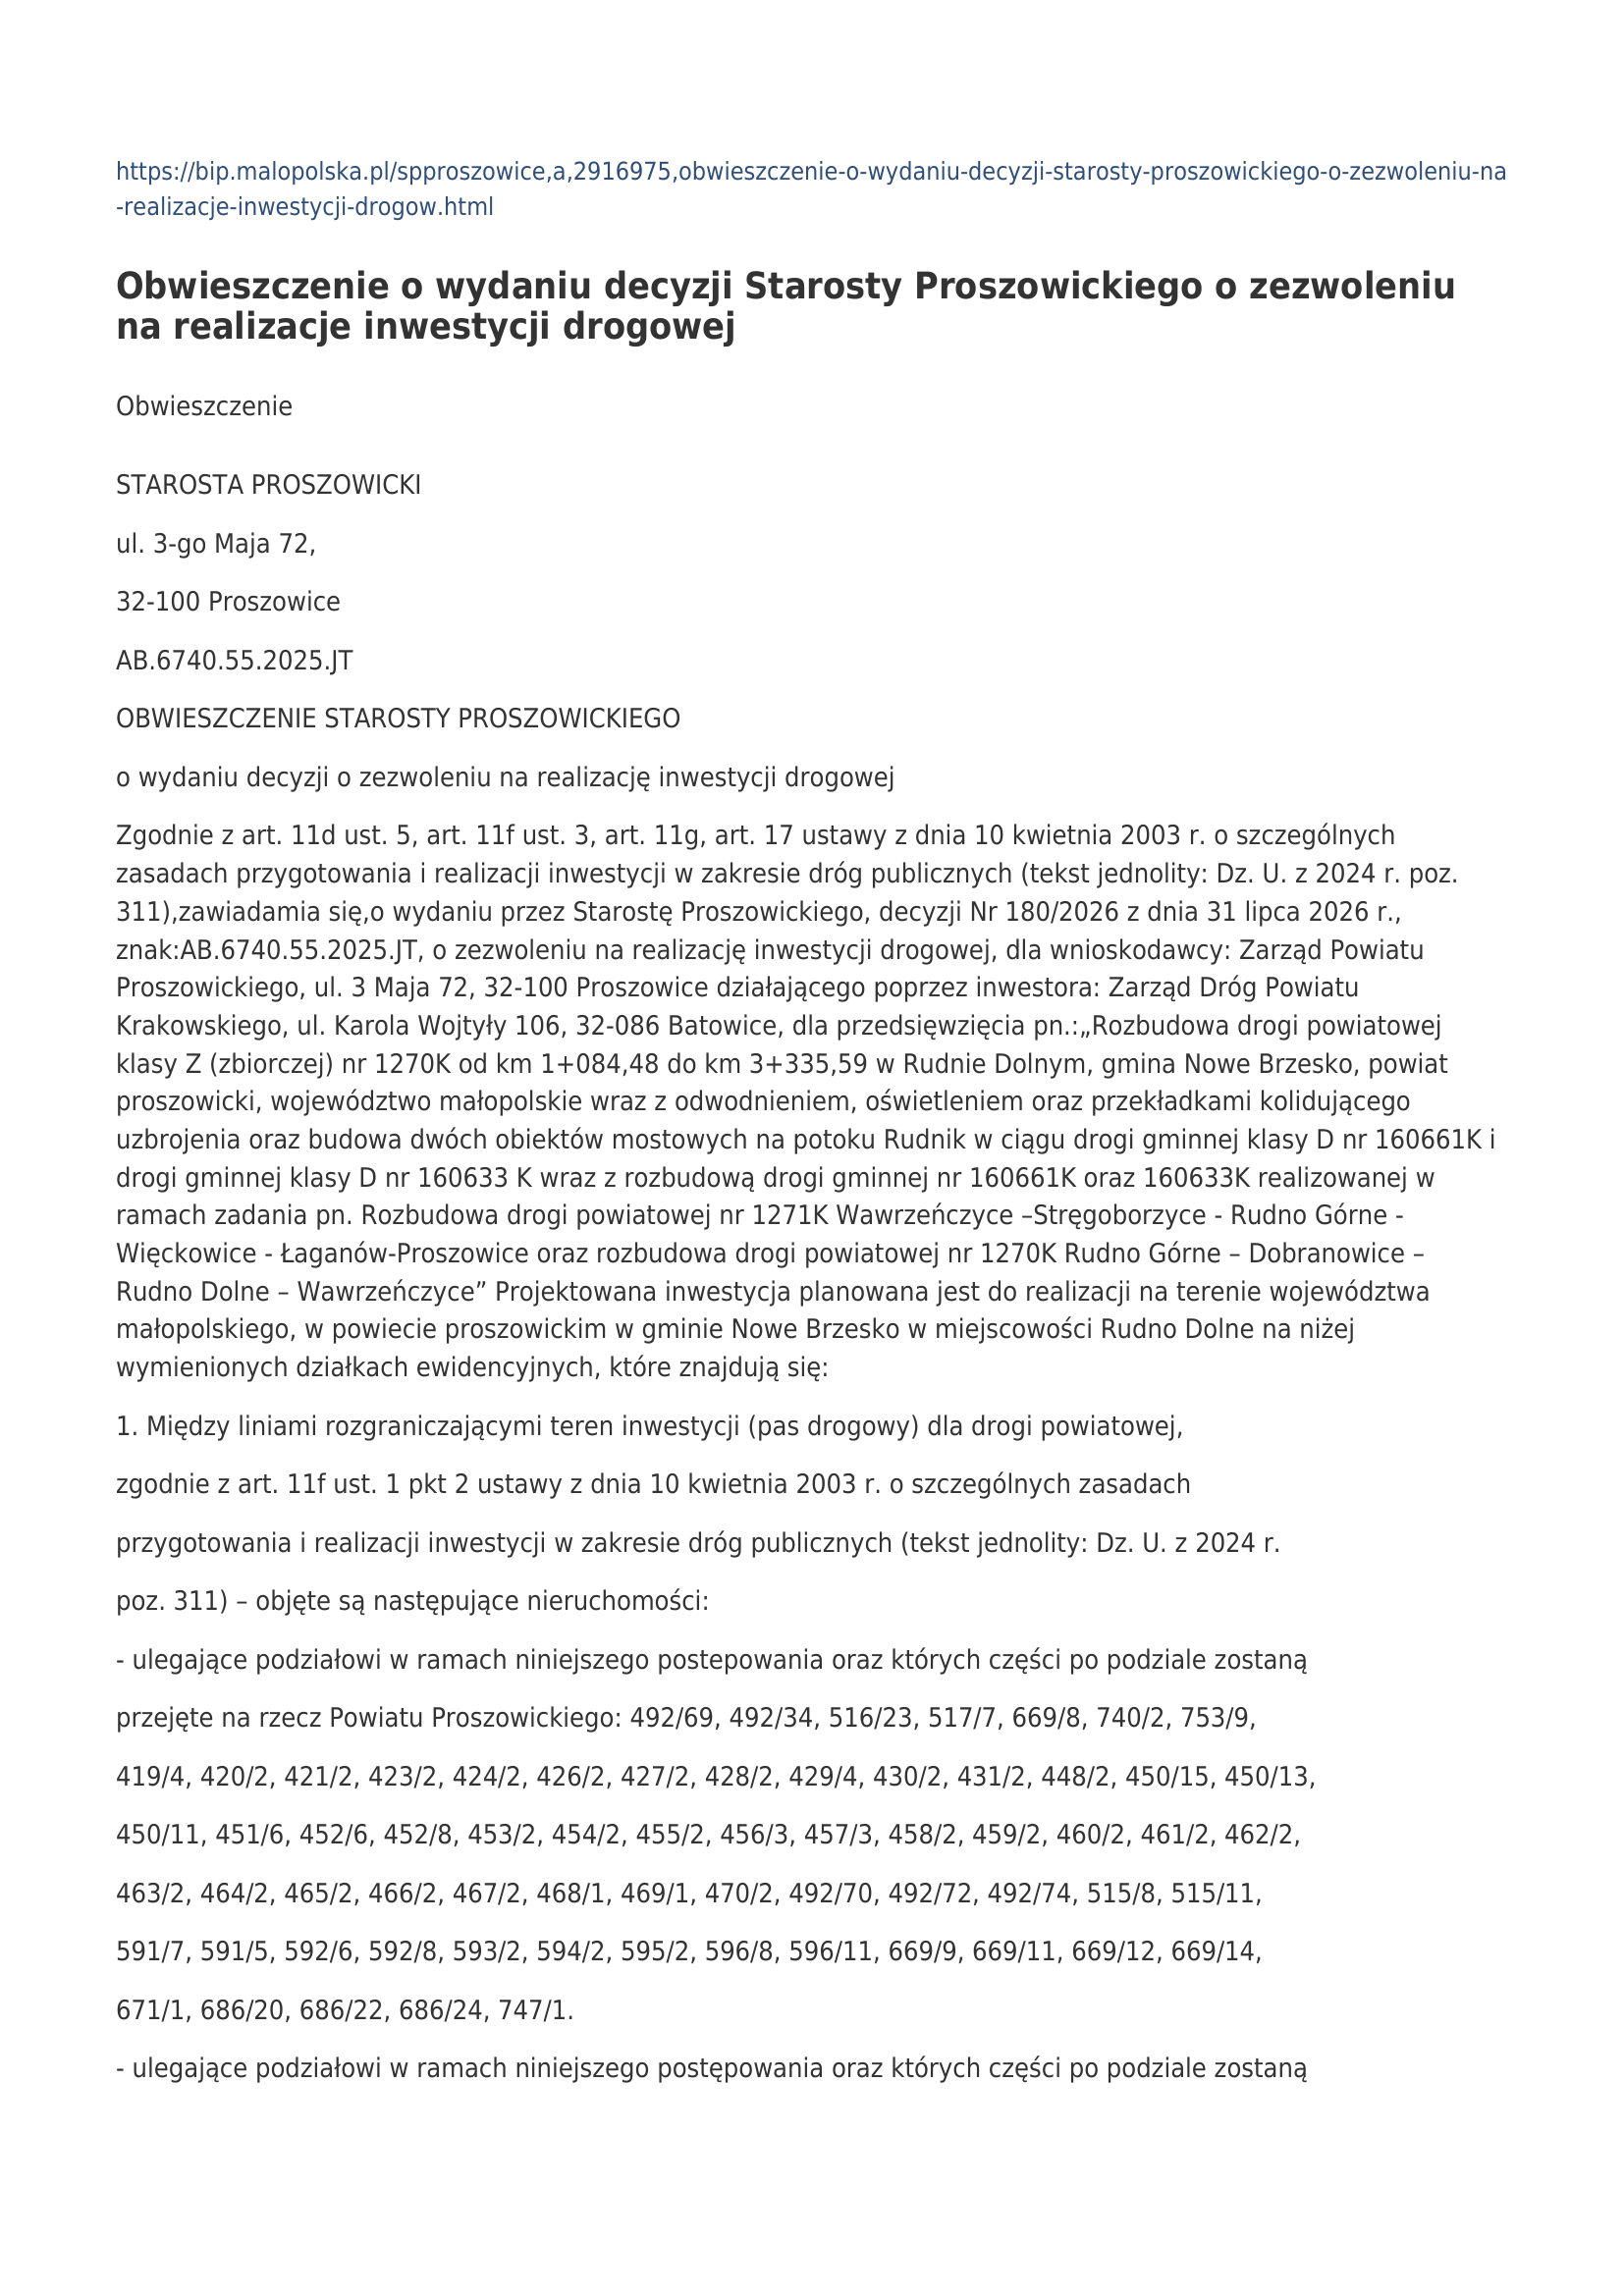 https://bip.malopolska.pl/spproszowice,a,2916975,obwieszczenie-o-wydaniu-decyzji-starosty-proszowickiego-o-zezwoleniu-na
-realizacje-inwestycji-drogow.html
Obwieszczenie o wydaniu decyzji Starosty Proszowickiego o zezwoleniu
na realizacje inwestycji drogowej
Obwieszczenie
STAROSTA PROSZOWICKI
ul. 3-go Maja 72,
32-100 Proszowice
AB.6740.55.2025.JT
OBWIESZCZENIE STAROSTY PROSZOWICKIEGO
o wydaniu decyzji o zezwoleniu na realizację inwestycji drogowej
Zgodnie z art. 11d ust. 5, art. 11f ust. 3, art. 11g, art. 17 ustawy z dnia 10 kwietnia 2003 r. o szczególnych
zasadach przygotowania i realizacji inwestycji w zakresie dróg publicznych (tekst jednolity: Dz. U. z 2024 r. poz.
311),zawiadamia się,o wydaniu przez Starostę Proszowickiego, decyzji Nr 180/2026 z dnia 31 lipca 2026 r.,
znak:AB.6740.55.2025.JT, o zezwoleniu na realizację inwestycji drogowej, dla wnioskodawcy: Zarząd Powiatu
Proszowickiego, ul. 3 Maja 72, 32-100 Proszowice działającego poprzez inwestora: Zarząd Dróg Powiatu
Krakowskiego, ul. Karola Wojtyły 106, 32-086 Batowice, dla przedsięwzięcia pn.:„Rozbudowa drogi powiatowej
klasy Z (zbiorczej) nr 1270K od km 1+084,48 do km 3+335,59 w Rudnie Dolnym, gmina Nowe Brzesko, powiat
proszowicki, województwo małopolskie wraz z odwodnieniem, oświetleniem oraz przekładkami kolidującego
uzbrojenia oraz budowa dwóch obiektów mostowych na potoku Rudnik w ciągu drogi gminnej klasy D nr 160661K i
drogi gminnej klasy D nr 160633 K wraz z rozbudową drogi gminnej nr 160661K oraz 160633K realizowanej w
ramach zadania pn. Rozbudowa drogi powiatowej nr 1271K Wawrzeńczyce –Stręgoborzyce - Rudno Górne -
Więckowice - Łaganów-Proszowice oraz rozbudowa drogi powiatowej nr 1270K Rudno Górne – Dobranowice –
Rudno Dolne – Wawrzeńczyce” Projektowana inwestycja planowana jest do realizacji na terenie województwa
małopolskiego, w powiecie proszowickim w gminie Nowe Brzesko w miejscowości Rudno Dolne na niżej
wymienionych działkach ewidencyjnych, które znajdują się:
1. Między liniami rozgraniczającymi teren inwestycji (pas drogowy) dla drogi powiatowej,
zgodnie z art. 11f ust. 1 pkt 2 ustawy z dnia 10 kwietnia 2003 r. o szczególnych zasadach
przygotowania i realizacji inwestycji w zakresie dróg publicznych (tekst jednolity: Dz. U. z 2024 r.
poz. 311) – objęte są następujące nieruchomości:
- ulegające podziałowi w ramach niniejszego postepowania oraz których części po podziale zostaną
przejęte na rzecz Powiatu Proszowickiego: 492/69, 492/34, 516/23, 517/7, 669/8, 740/2, 753/9,
419/4, 420/2, 421/2, 423/2, 424/2, 426/2, 427/2, 428/2, 429/4, 430/2, 431/2, 448/2, 450/15, 450/13,
450/11, 451/6, 452/6, 452/8, 453/2, 454/2, 455/2, 456/3, 457/3, 458/2, 459/2, 460/2, 461/2, 462/2,
463/2, 464/2, 465/2, 466/2, 467/2, 468/1, 469/1, 470/2, 492/70, 492/72, 492/74, 515/8, 515/11,
591/7, 591/5, 592/6, 592/8, 593/2, 594/2, 595/2, 596/8, 596/11, 669/9, 669/11, 669/12, 669/14,
671/1, 686/20, 686/22, 686/24, 747/1.
- ulegające podziałowi w ramach niniejszego postępowania oraz których części po podziale zostaną